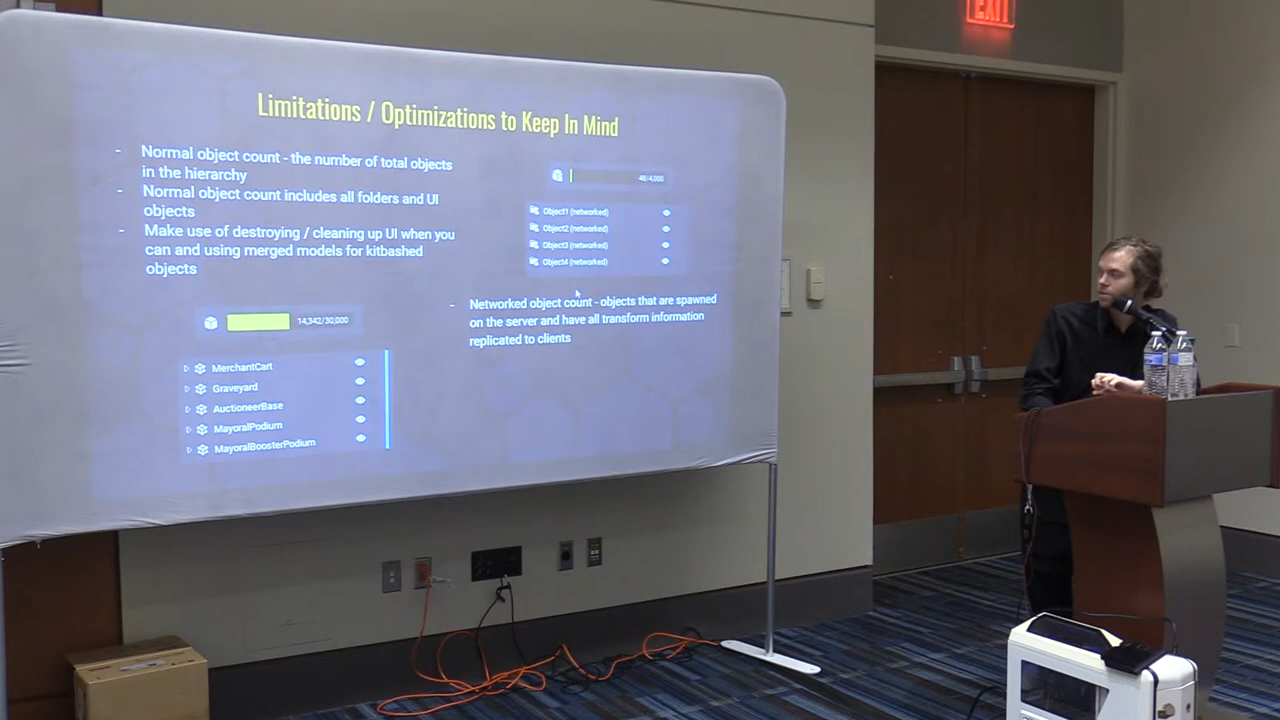 EXIT
Limitations / Optimizations to Keep In Mind
- Normal object count - the number of total objects
in the hierarchy
- Normal object count includes all folders and UI
objects
- Make use of destroying / cleaning up UI when you
can and using merged models for kitbashed
objects
14,342/30,000
MerchantCart
Graveyard
AuctioneerBase
MayoralPodium
MayoralBoosterPodium
48/4,000
Object1 (networked)
Object2 (networked)
Object3 (networked)
Object4 (networked)
- Networked object count - objects that are spawned
on the server and have all transform information
replicated to clients